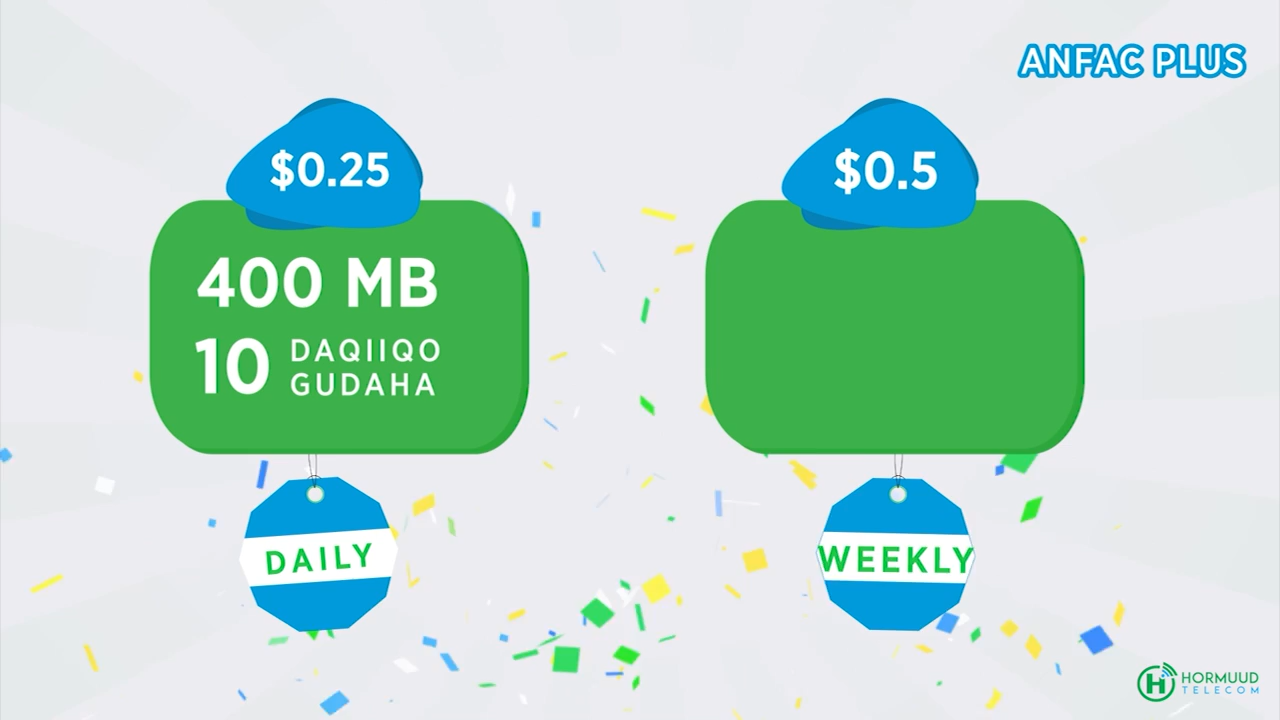 ANFAC PLUS
$0.25
400 MB
10 DAQIIQO
GUDAHA
DAILY
$0.5
WEEKLY
HORMUUD
TELECOM